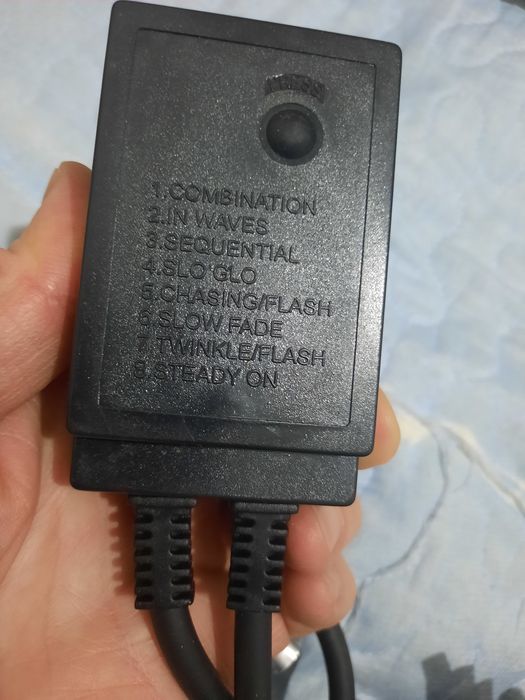 1.COMBINATION
2.IN WAVES
3.SEQUENTIAL
4.SLO GLO
5.CHASING/FLASH
6.SLOW FADE
7.TWINKLE/FLASH
8.STEADY ON